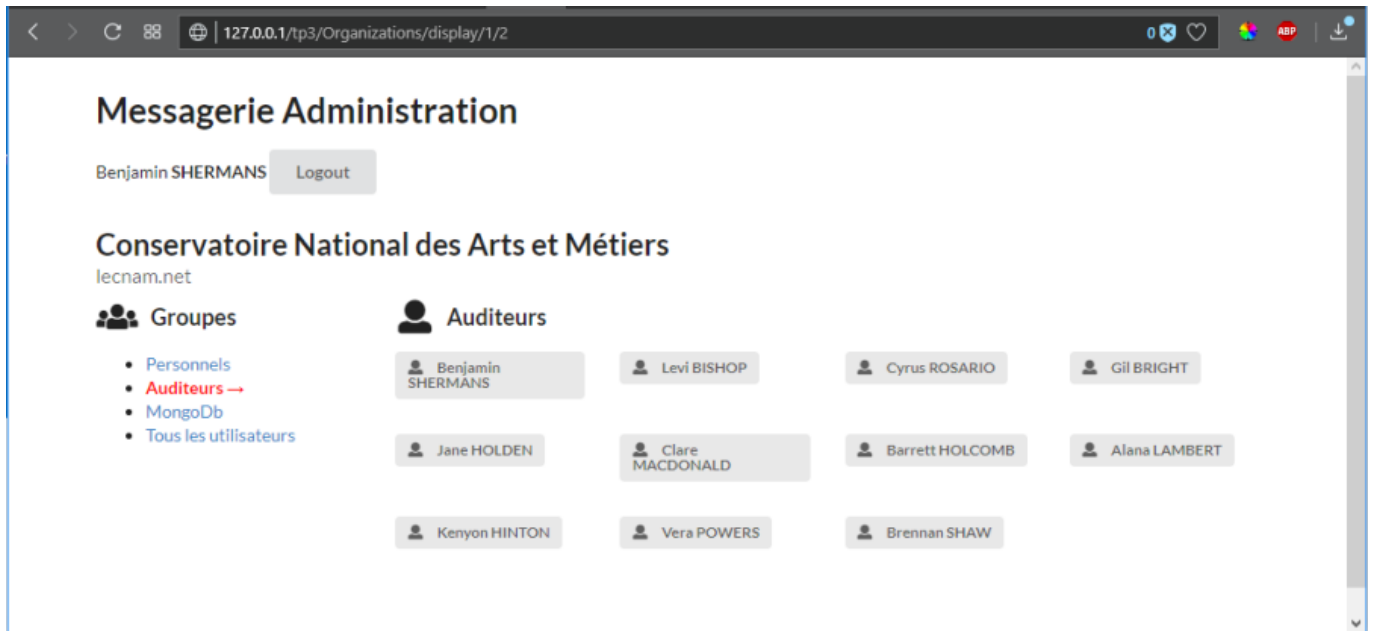 127.0.0.1/tp3/Organizations/display/1/2
0
ABP
Messagerie Administration
Benjamin SHERMANS Logout
Conservatoire National des Arts et Métiers
lecnam.net
Groupes
Personnels
Auditeurs →
MongoDb
Tous les utilisateurs
Auditeurs
Benjamin
SHERMANS
Levi BISHOP
Cyrus ROSARIO
Gil BRIGHT
Jane HOLDEN
Clare
MACDONALD
Barrett HOLCOMB
Alana LAMBERT
Kenyon HINTON
Vera POWERS
Brennan SHAW